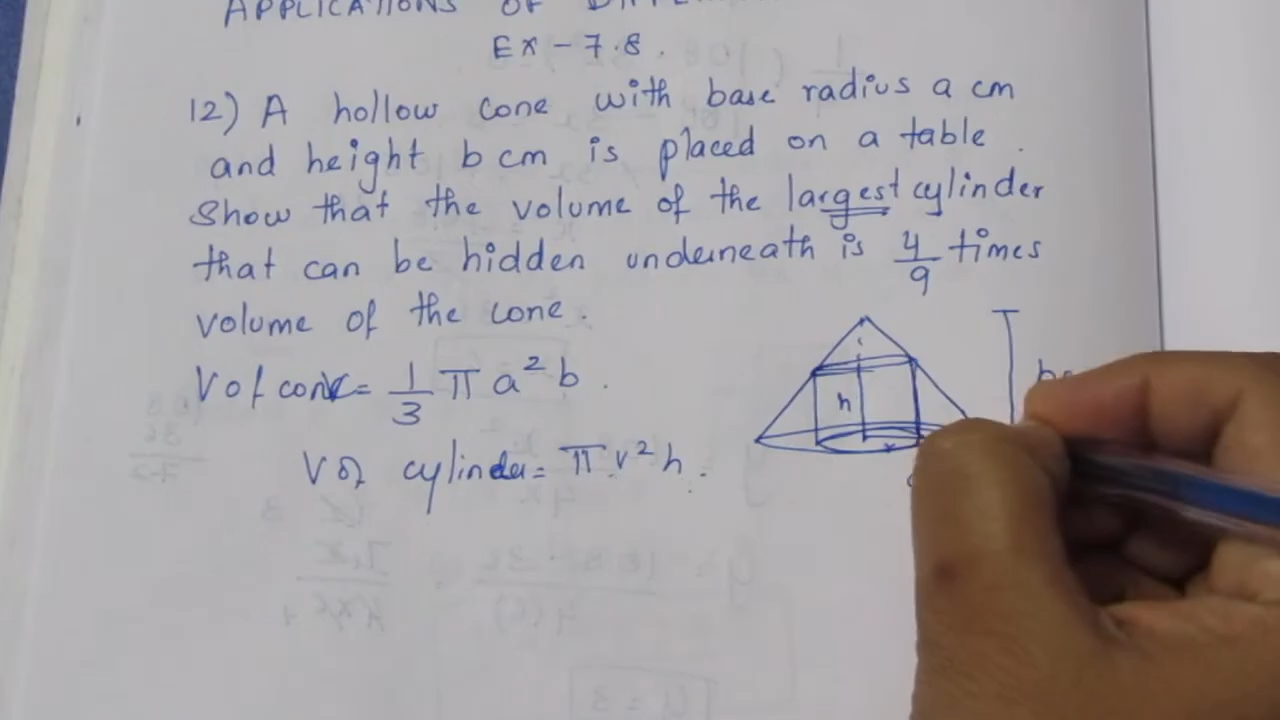 APPLICATIONS OF
Ex - 7.8.
12) A hollow cone with base radius a cm
and height b cm is placed on a table.
Show that the volume of the largest cylinder
that can be hidden underneath is 4/9 times
volume of the cone.
V of cone = 1/3 π a² b.
h
V of cylinder = π r² h.